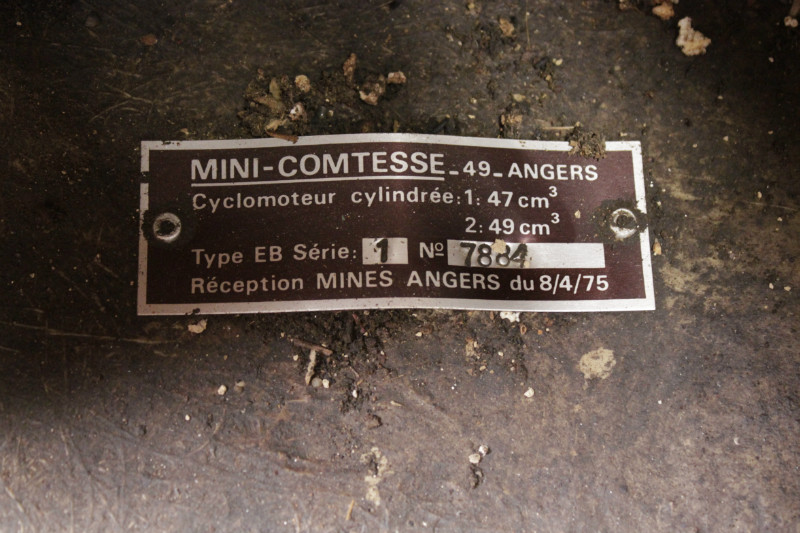 MINI-COMTESSE - 49 - ANGERS
Cyclomoteur cylindrée: 1: 47 cm³
2: 49 cm³
Type EB Série: 1 Nº 7884
Réception MINES ANGERS du 8/4/75